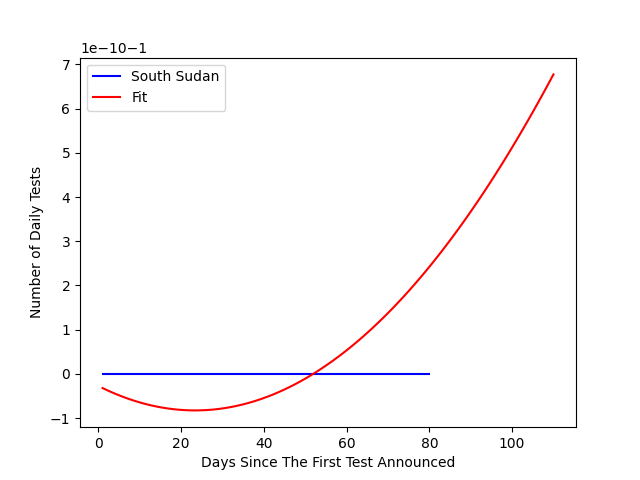 1e−10−1
7
6
5
4
3
2
1
0
−1
South Sudan
Fit
Number of Daily Tests
0 20 40 60 80 100
Days Since The First Test Announced